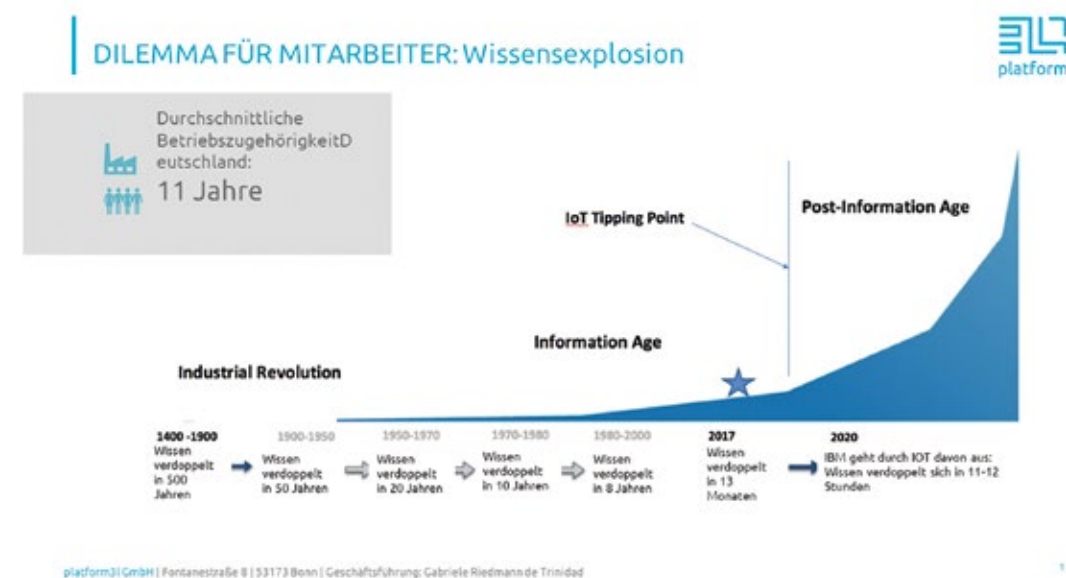 DILEMMA FÜR MITARBEITER: Wissensexplosion
platform
Durchschnittliche
BetriebszugehörigkeitD
eutschland:
11 Jahre
IoT Tipping Point
Post-Information Age
Information Age
Industrial Revolution
1400 -1900
Wissen
verdoppelt
in 500
Jahren
1900-1950
Wissen
verdoppelt
in 50 Jahren
1950-1970
Wissen
verdoppelt
in 20 Jahren
1970-1980
Wissen
verdoppelt
in 10 Jahren
1980-2000
Wissen
verdoppelt
in 8 Jahren
2017
Wissen
verdoppelt
in 13
Monaten
2020
IBM geht durch IOT davon aus:
Wissen verdoppelt sich in 11-12
Stunden
platform3l GmbH | Fontanestraße 8 | 53173 Bonn | Geschäftsführung: Gabriele Riedmann de Trinidad
1